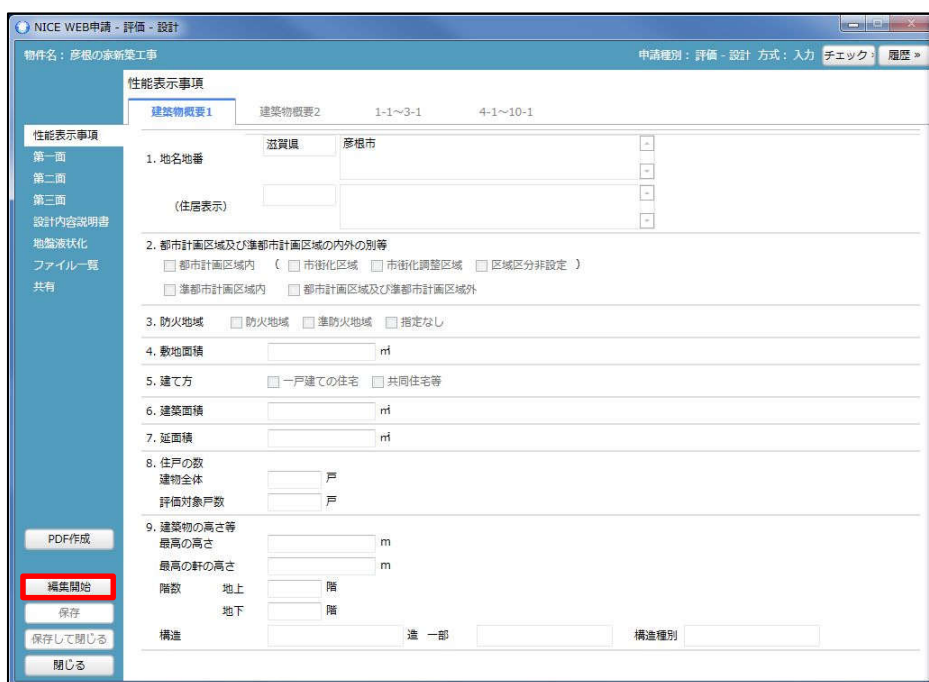 NICE WEB申請 - 評価 - 設計
物件名：彦根の家新築工事 申請種別：評価 - 設計 方式：入力 チェック» 履歴»
性能表示事項
建築物概要1 建築物概要2 1-1～3-1 4-1～10-1
性能表示事項
第一面
第二面
第三面
設計内容説明書
地盤液状化
ファイル一覧
共有
1. 地名地番 滋賀県 彦根市
（住居表示）
2. 都市計画区域及び準都市計画区域の内外の別等
都市計画区域内 （ 市街化区域 市街化調整区域 区域区分非設定 ）
準都市計画区域内 都市計画区域及び準都市計画区域外
3. 防火地域 防火地域 準防火地域 指定なし
4. 敷地面積 ㎡
5. 建て方 一戸建ての住宅 共同住宅等
6. 建築面積 ㎡
7. 延面積 ㎡
8. 住戸の数
建物全体 戸
評価対象戸数 戸
9. 建築物の高さ等
最高の高さ m
最高の軒の高さ m
階数 地上 階
地下 階
構造 造 一部 構造種別
PDF作成
編集開始
保存
保存して閉じる
閉じる